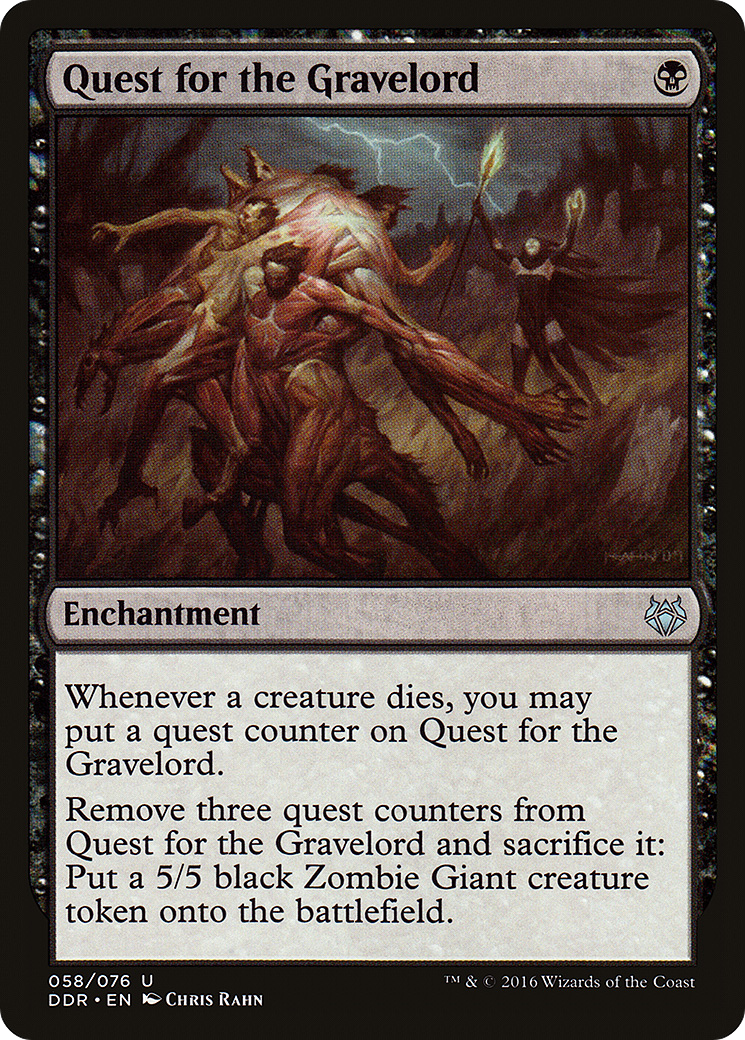 Quest for the Gravelord
Enchantment
Whenever a creature dies, you may
put a quest counter on Quest for the
Gravelord.
Remove three quest counters from
Quest for the Gravelord and sacrifice it:
Put a 5/5 black Zombie Giant creature
token onto the battlefield.
058/076 U
DDR • EN Chris Rahn
™ & © 2016 Wizards of the Coast